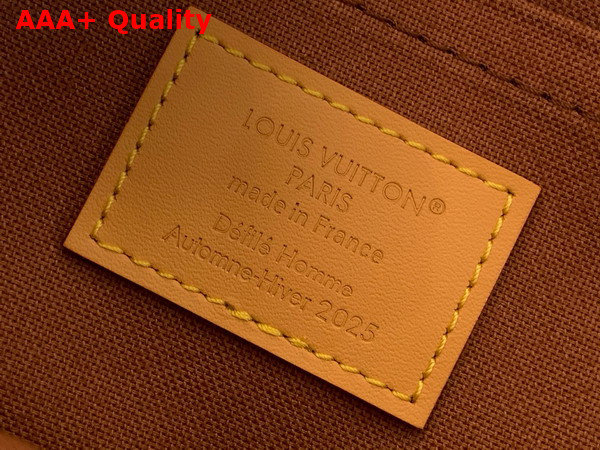 AAA+ Quality
LOUIS VUITTON®
PARIS
made in France
Défilé Homme
Automne-Hiver 2025